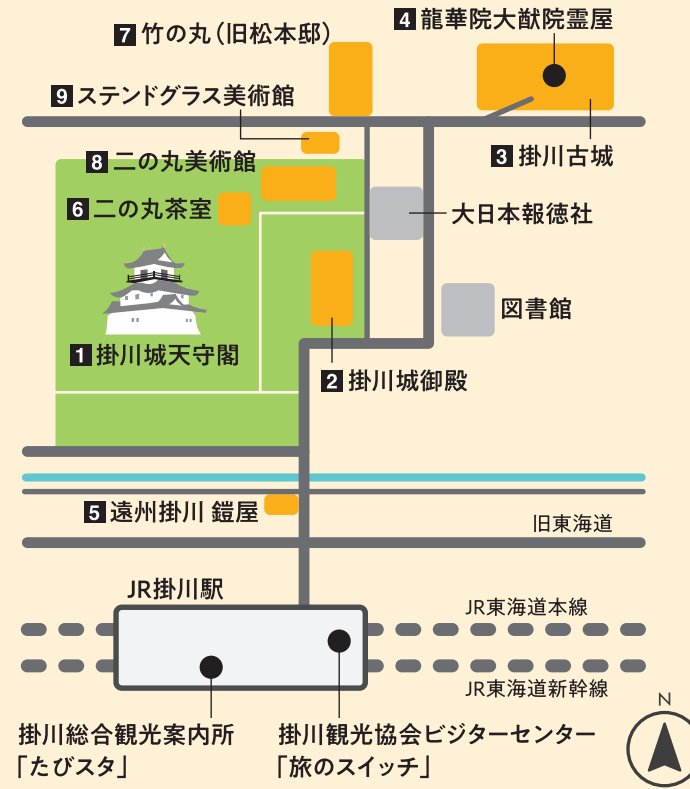 7 竹の丸（旧松本邸）
4 龍華院大猷院霊屋
9 ステンドグラス美術館
3 掛川古城
8 二の丸美術館
6 二の丸茶室
大日本報徳社
図書館
1 掛川城天守閣
2 掛川城御殿
5 遠州掛川 鎧屋
旧東海道
JR掛川駅
JR東海道本線
JR東海道新幹線
N
掛川総合観光案内所
「たびスタ」
掛川観光協会ビジターセンター
「旅のスイッチ」